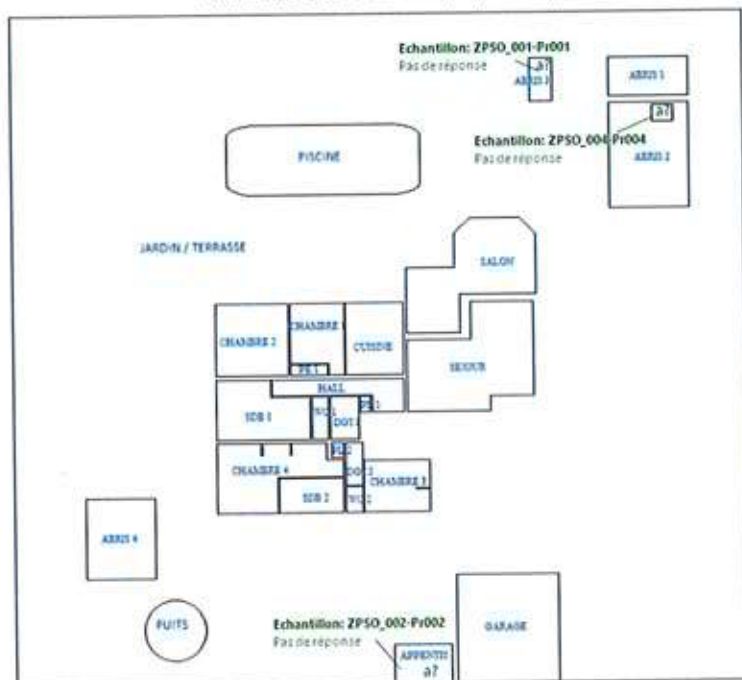 Echantillon: ZPSO_001-Pr001
Pas de réponse
a?
ABRIS 3
ABRIS 1
a?
Echantillon: ZPSO_004-Pr004
Pas de réponse
ABRIS 2
PISCINE
JARDIN / TERRASSE
SALON
CHAMBRE 2
CHAMBRE 1
CUISINE
SEJOUR
HALL
SDB 1
CHAMBRE 4
CHAMBRE 3
SDB 2
ABRIS 4
PUITS
Echantillon: ZPSO_002-Pr002
Pas de réponse
GARAGE
APPENTIS
a?